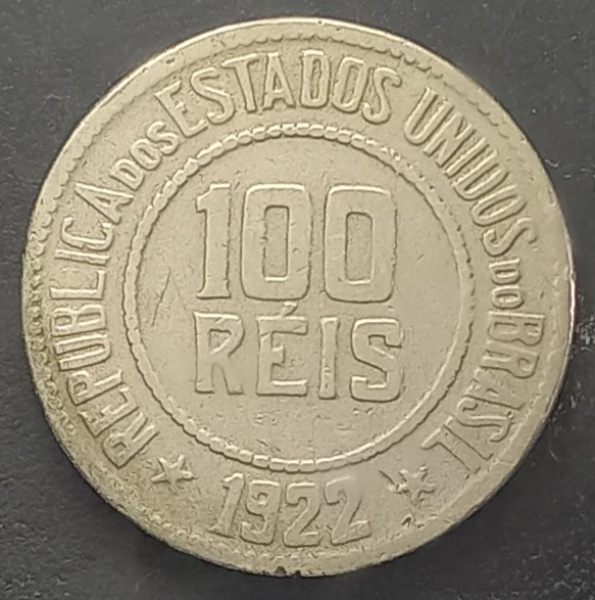 REPUBLICA DOS ESTADOS UNIDOS DO BRASIL
100
RÉIS
1922